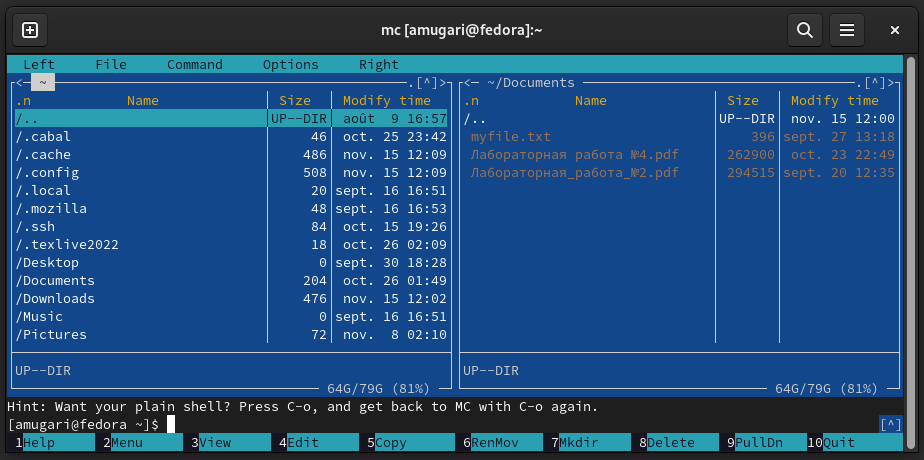 mc [amugari@fedora]:~
Left File Command Options Right
<─ ~ .[^]> <─ ~/Documents .[^]>
.n Name Size Modify time .n Name Size Modify time
/.. UP--DIR août 9 16:57 /.. UP--DIR nov. 15 12:00
/.cabal 46 oct. 25 23:42 myfile.txt 396 sept. 27 13:18
/.cache 486 nov. 15 12:09 Лабораторная работа №4.pdf 262900 oct. 23 22:49
/.config 508 nov. 15 12:09 Лабораторная_работа_№2.pdf 294515 sept. 20 12:35
/.local 20 sept. 16 16:51
/.mozilla 48 sept. 16 16:53
/.ssh 84 oct. 15 19:26
/.texlive2022 18 oct. 26 02:09
/Desktop 0 sept. 30 18:28
/Documents 204 oct. 26 01:49
/Downloads 476 nov. 15 12:02
/Music 0 sept. 16 16:51
/Pictures 72 nov. 8 02:10
UP--DIR UP--DIR
64G/79G (81%) 64G/79G (81%)
Hint: Want your plain shell? Press C-o, and get back to MC with C-o again.
[amugari@fedora ~]$ [^]
1Help 2Menu 3View 4Edit 5Copy 6RenMov 7Mkdir 8Delete 9PullDn 10Quit